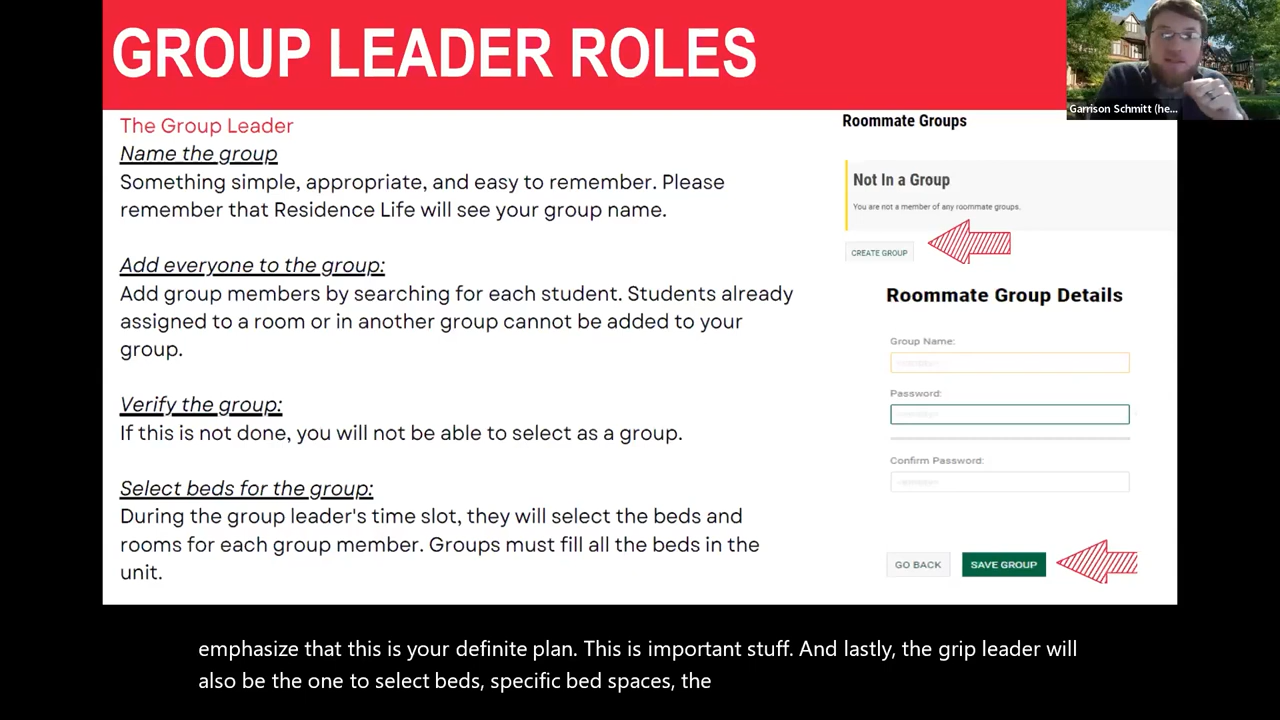 GROUP LEADER ROLES
Garrison Schmitt (he...
The Group Leader
Name the group
Something simple, appropriate, and easy to remember. Please
remember that Residence Life will see your group name.
Add everyone to the group:
Add group members by searching for each student. Students already
assigned to a room or in another group cannot be added to your
group.
Verify the group:
If this is not done, you will not be able to select as a group.
Select beds for the group:
During the group leader's time slot, they will select the beds and
rooms for each group member. Groups must fill all the beds in the
unit.
Roommate Groups
Not In a Group
You are not a member of any roommate groups.
CREATE GROUP
Roommate Group Details
Group Name:
Password:
Confirm Password:
GO BACK
SAVE GROUP
emphasize that this is your definite plan. This is important stuff. And lastly, the grip leader will
also be the one to select beds, specific bed spaces, the